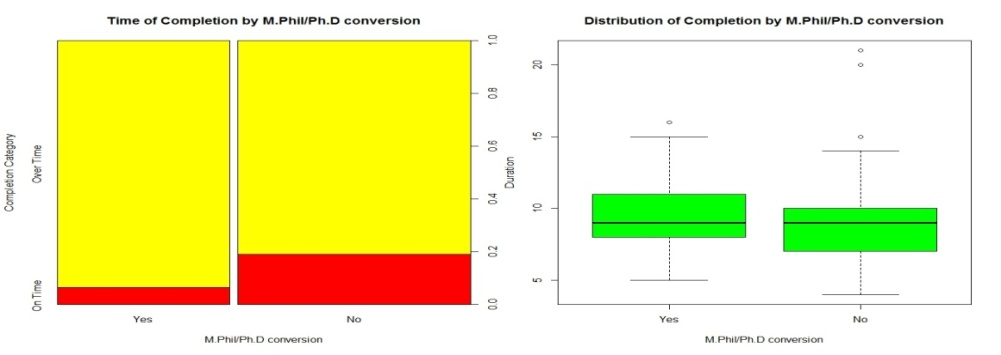 Time of Completion by M.Phil/Ph.D conversion
Completion Category
Over Time
On Time
1.0
0.8
0.6
0.4
0.2
0.0
Yes No
M.Phil/Ph.D conversion
Distribution of Completion by M.Phil/Ph.D conversion
Duration
20
15
10
5
Yes No
M.Phil/Ph.D conversion